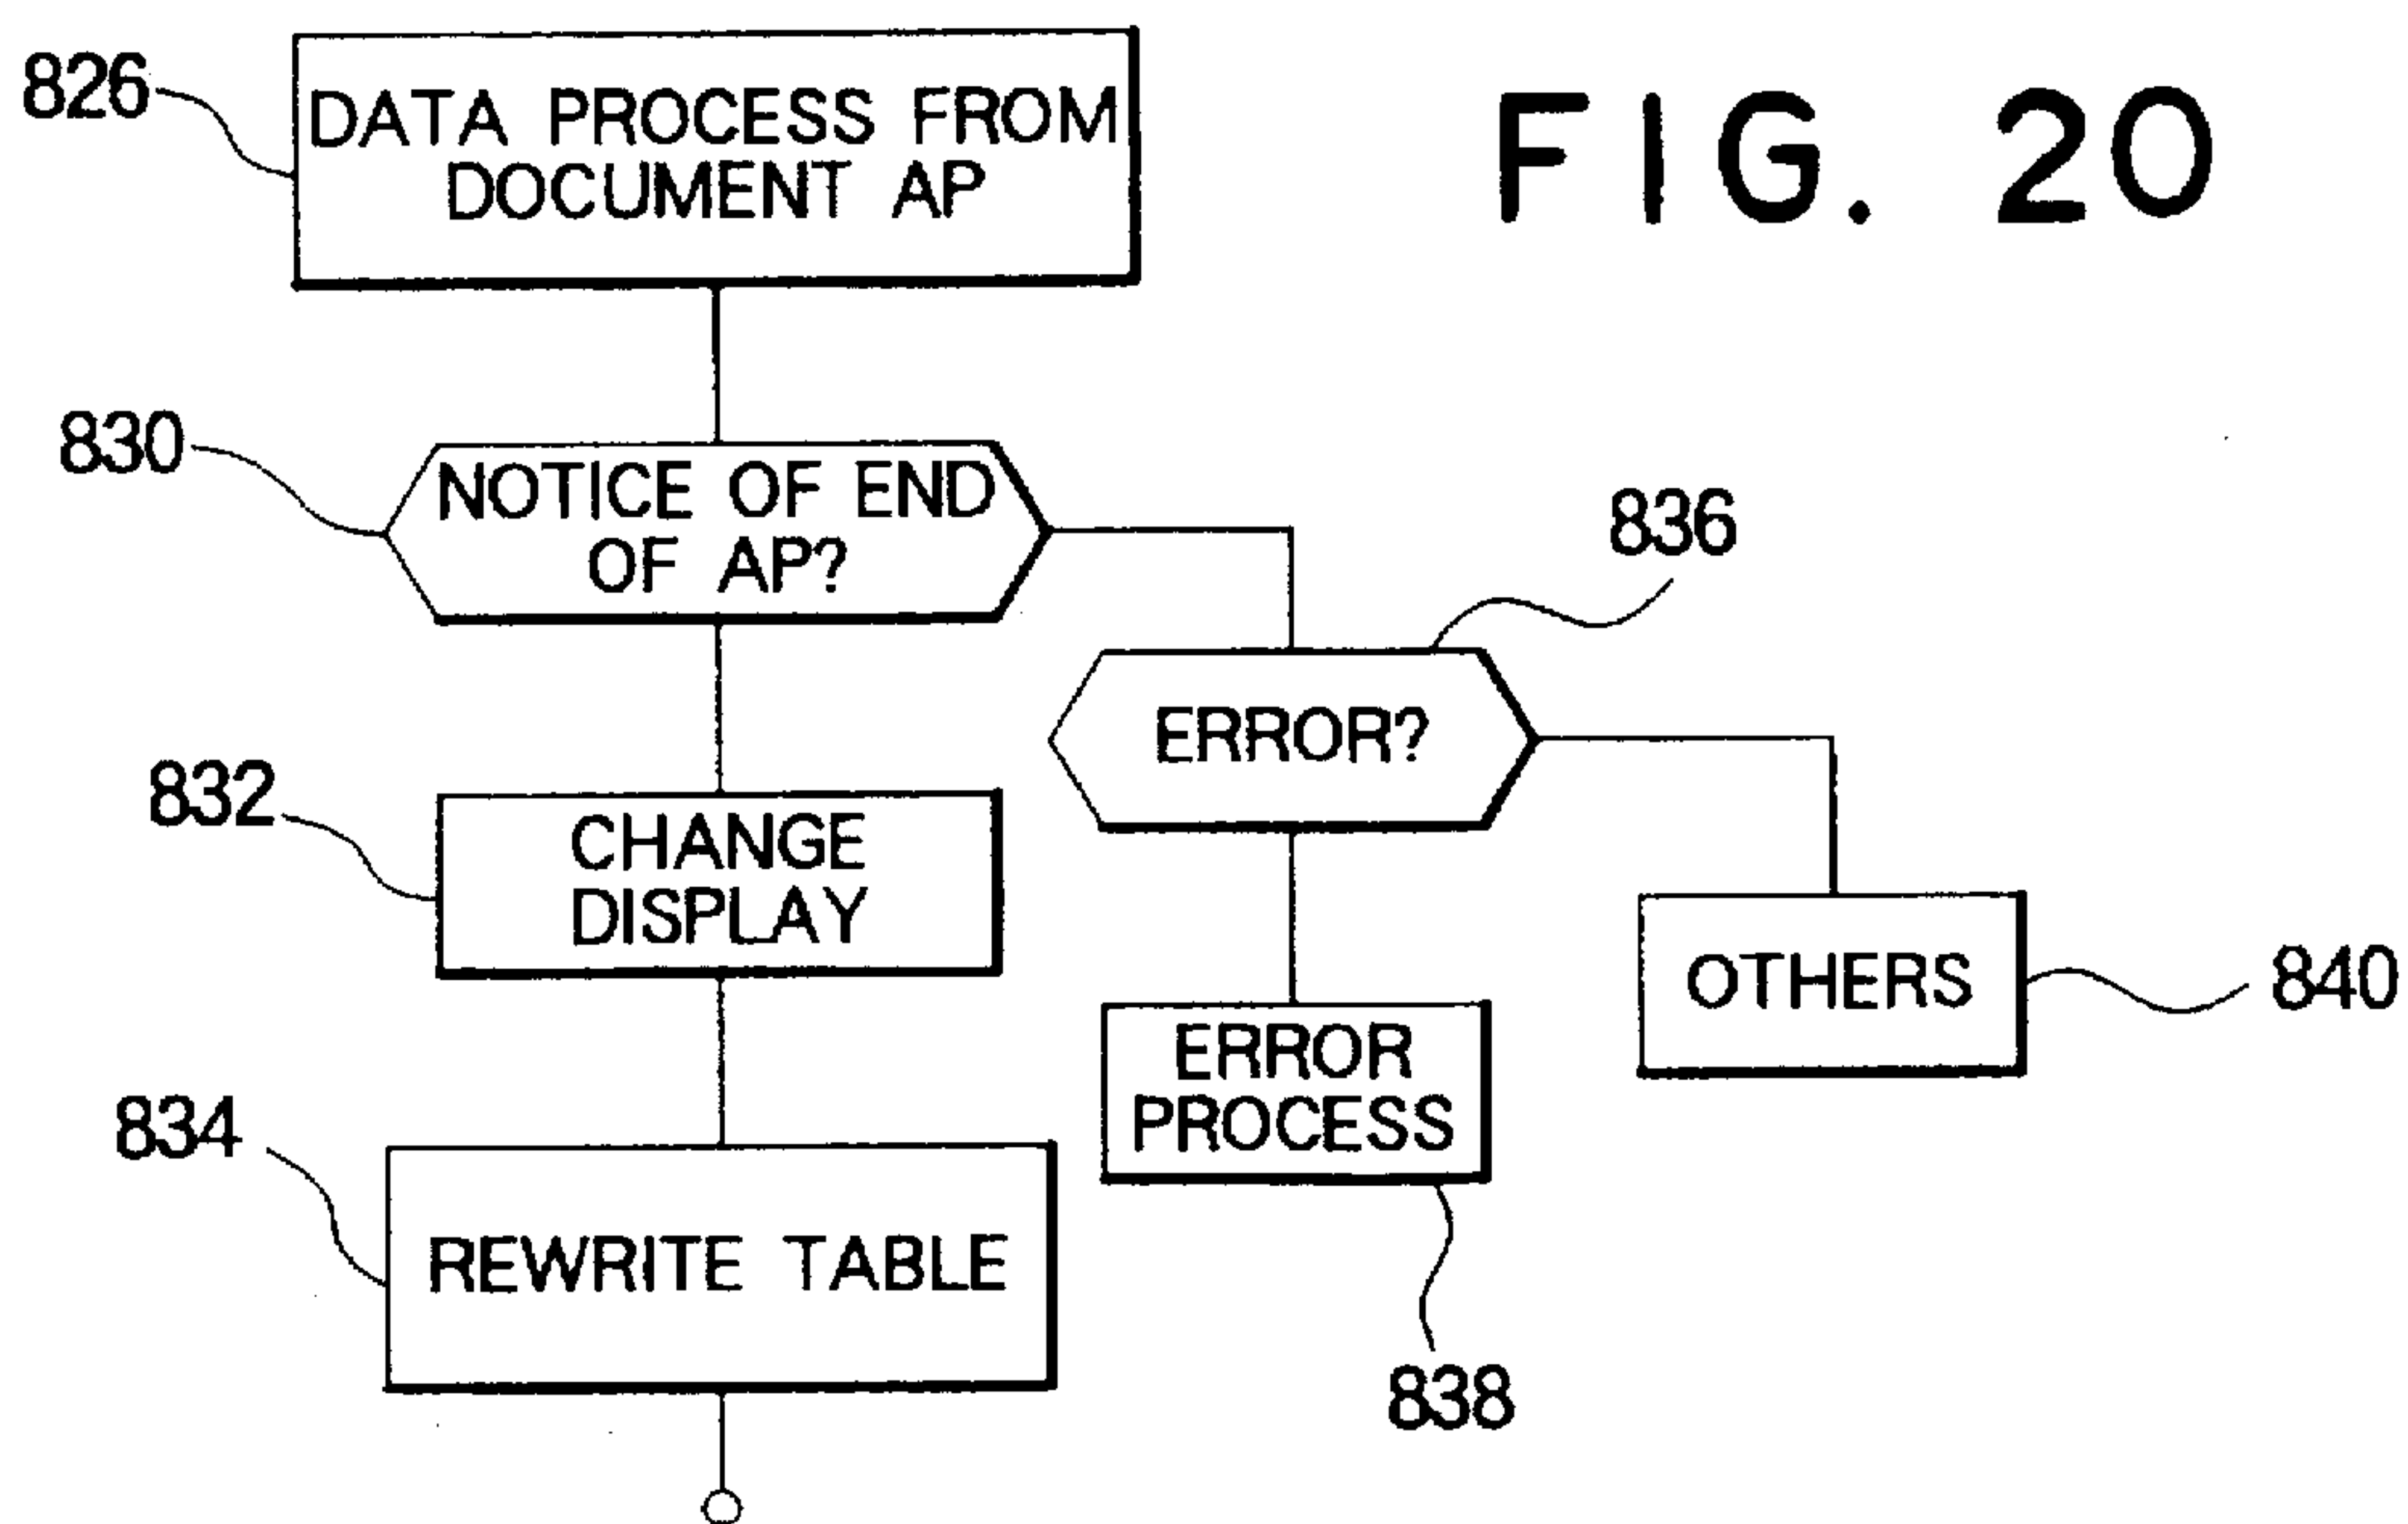 826
DATA PROCESS FROM
DOCUMENT AP
FIG. 20
830
NOTICE OF END
OF AP?
836
ERROR?
832
CHANGE
DISPLAY
OTHERS
840
834
REWRITE TABLE
ERROR
PROCESS
838